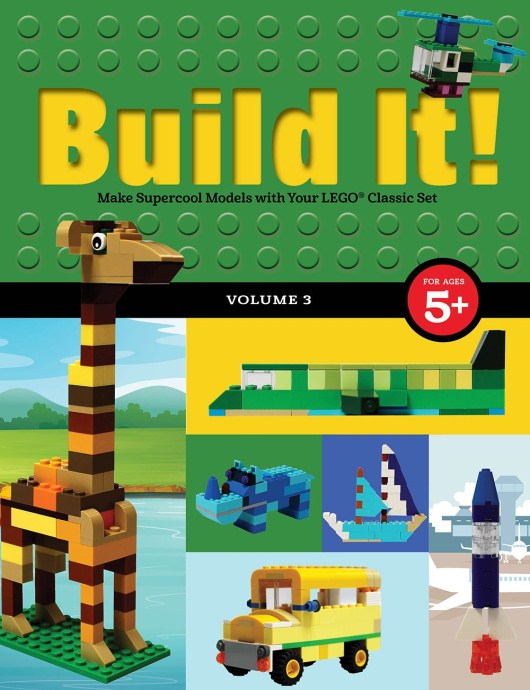 Build It!
Make Supercool Models with Your LEGO® Classic Set
VOLUME 3
FOR AGES
5+